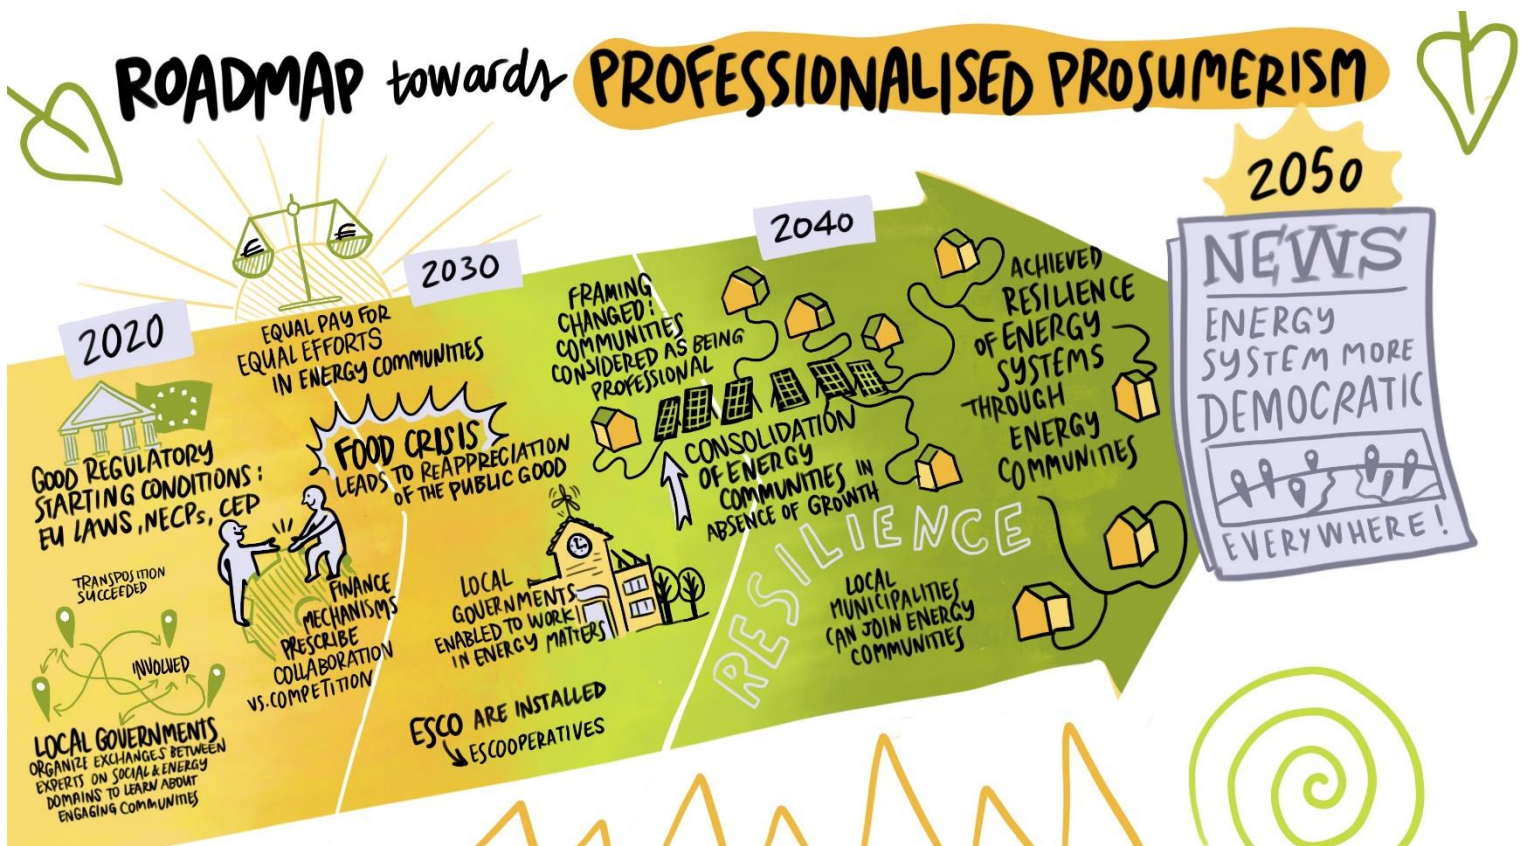 ROADMAP towards PROFESSIONALISED PROSUMERISM
2020
GOOD REGULATORY
STARTING CONDITIONS:
EU LAWS, NECPs, CEP
TRANSPOSITION
SUCCEEDED
INVOLVED
LOCAL GOVERNMENTS
ORGANIZE EXCHANGES BETWEEN
EXPERTS ON SOCIAL & ENERGY
DOMAINS TO LEARN ABOUT
ENGAGING COMMUNITIES
€ €
EQUAL PAY FOR
EQUAL EFFORTS
IN ENERGY COMMUNITIES
FINANCE
MECHANISMS
PRESCRIBE
COLLABORATION
VS. COMPETITION
2030
FOOD CRISIS
LEADS TO REAPPRECIATION
OF THE PUBLIC GOOD
LOCAL
GOVERNMENTS
ENABLED TO WORK
IN ENERGY MATTERS
ESCO ARE INSTALLED
ESCOOPERATIVES
FRAMING
CHANGED:
COMMUNITIES
CONSIDERED AS BEING
PROFESSIONAL
2040
CONSOLIDATION
OF ENERGY
COMMUNITIES IN
ABSENCE OF GROWTH
RESILIENCE
ACHIEVED
RESILIENCE
OF ENERGY
SYSTEMS
THROUGH
ENERGY
COMMUNITIES
LOCAL
MUNICIPALITIES
CAN JOIN ENERGY
COMMUNITIES
2050
NEWS
ENERGY
SYSTEM MORE
DEMOCRATIC
EVERYWHERE!